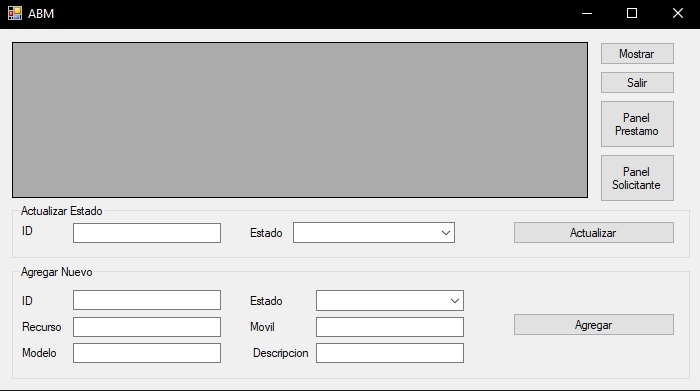 ABM
Mostrar
Salir
Panel
Prestamo
Panel
Solicitante
Actualizar Estado
ID
Estado
Actualizar
Agregar Nuevo
ID
Estado
Recurso
Movil
Agregar
Modelo
Descripcion